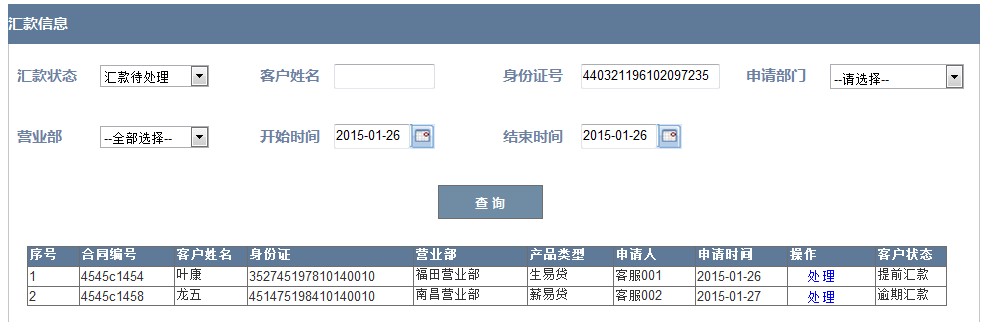 汇款信息
汇款状态 汇款待处理 客户姓名 身份证号 440321196102097235 申请部门 --请选择--
营业部 --全部选择-- 开始时间 2015-01-26 结束时间 2015-01-26
查 询
序号 合同编号 客户姓名 身份证 营业部 产品类型 申请人 申请时间 操作 客户状态
1 4545c1454 叶康 352745197810140010 福田营业部 生易贷 客服001 2015-01-26 处理 提前汇款
2 4545c1458 龙五 451475198410140010 南昌营业部 薪易贷 客服002 2015-01-27 处理 逾期汇款